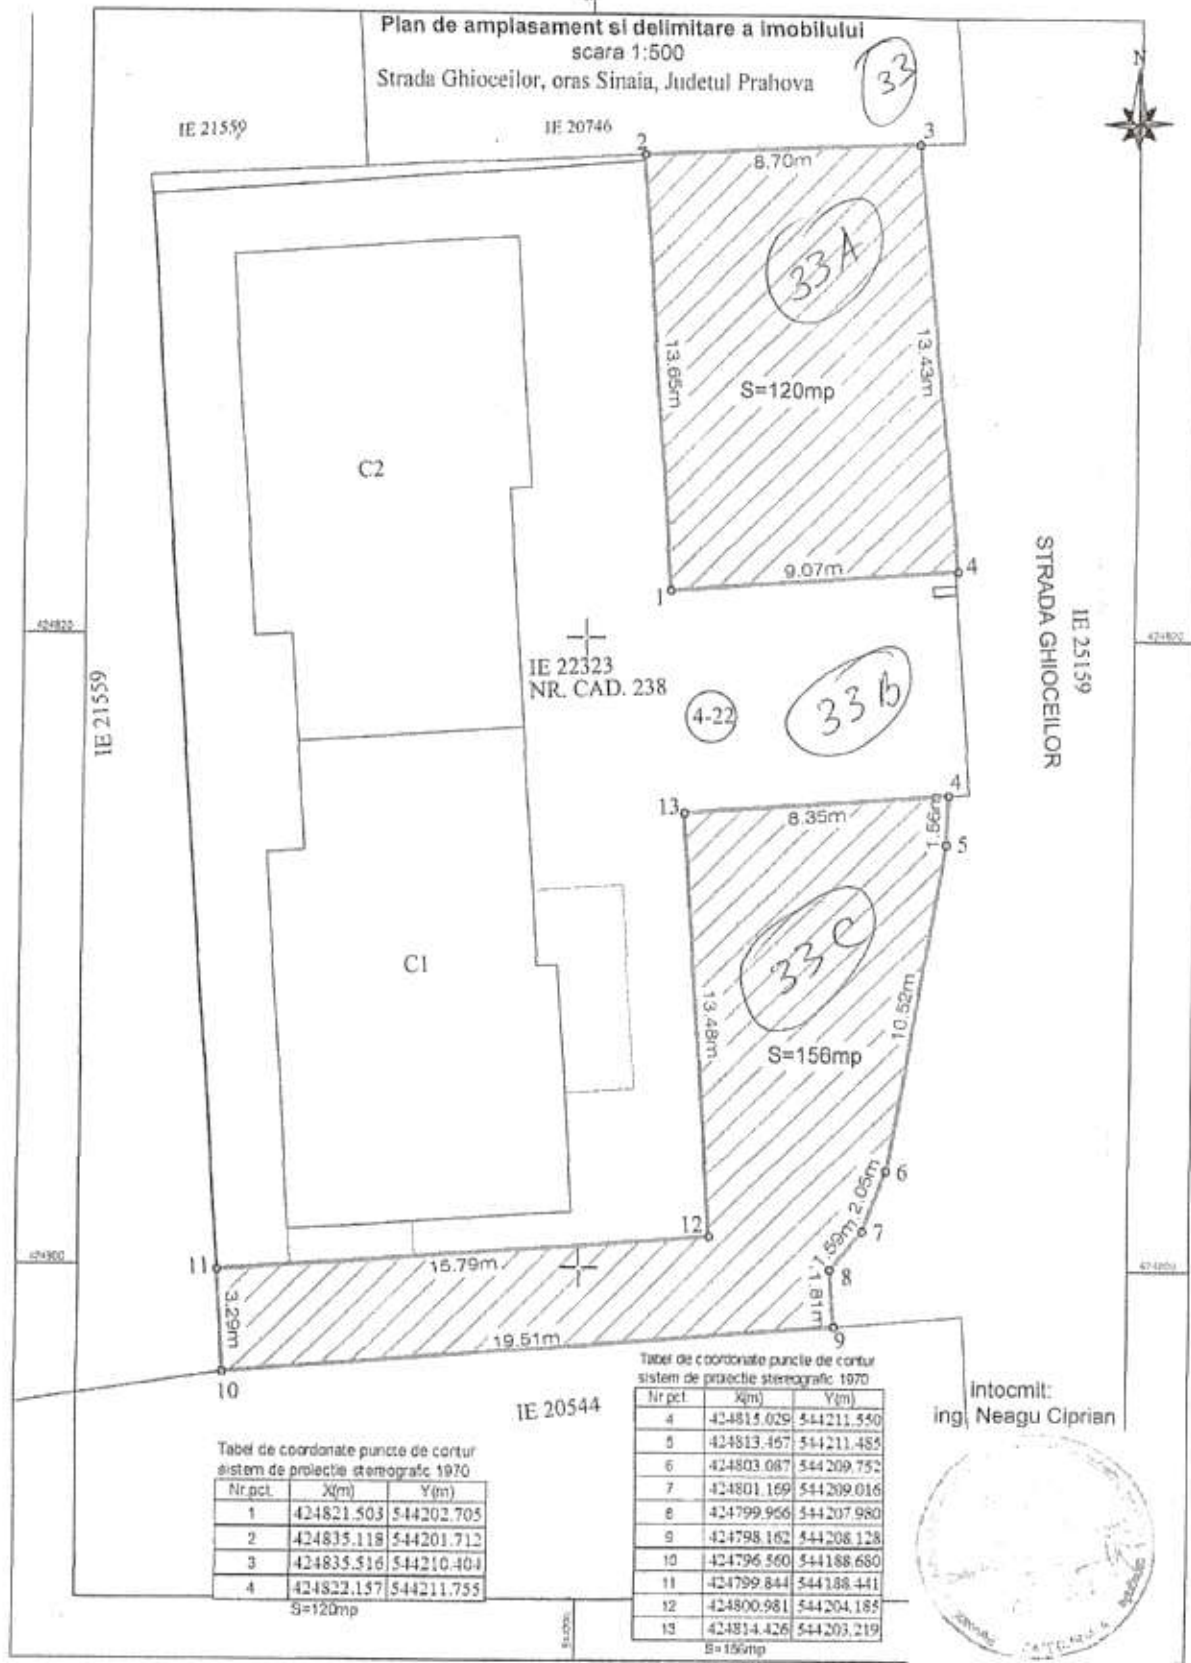 Plan de amplasament si delimitare a imobilului
scara 1:500
Strada Ghioceilor, oras Sinaia, Judetul Prahova
33
N
IE 21559
IE 20746
2
3
8.70m
33A
13.65m
13.43m
S=120mp
C2
9.07m
1
4
STRADA GHIOCEILOR
IE 25159
424820
424820
IE 21559
IE 22323
NR. CAD. 238
4-22
33B
13
8.35m
4
1.56m
5
33C
C1
13.48m
10.52m
S=156mp
6
2.05m
7
1.59m
8
1.81m
9
12
11
15.79m
424800
424800
3.29m
19.51m
10
IE 20544
Intocmit:
ing. Neagu Ciprian
Tabel de coordonate puncte de contur
sistem de proiectie stereografic 1970
Nr.pct. X(m) Y(m)
1 424821.503 544202.705
2 424835.118 544201.712
3 424835.516 544210.404
4 424822.157 544211.755
S=120mp
Tabel de coordonate puncte de contur
sistem de proiectie stereografic 1970
Nr.pct. X(m) Y(m)
4 424815.029 544211.550
5 424813.467 544211.485
6 424803.087 544209.752
7 424801.169 544209.016
8 424799.966 544207.980
9 424798.162 544208.128
10 424796.560 544188.680
11 424799.844 544188.441
12 424800.981 544204.185
13 424814.426 544203.219
S=156mp